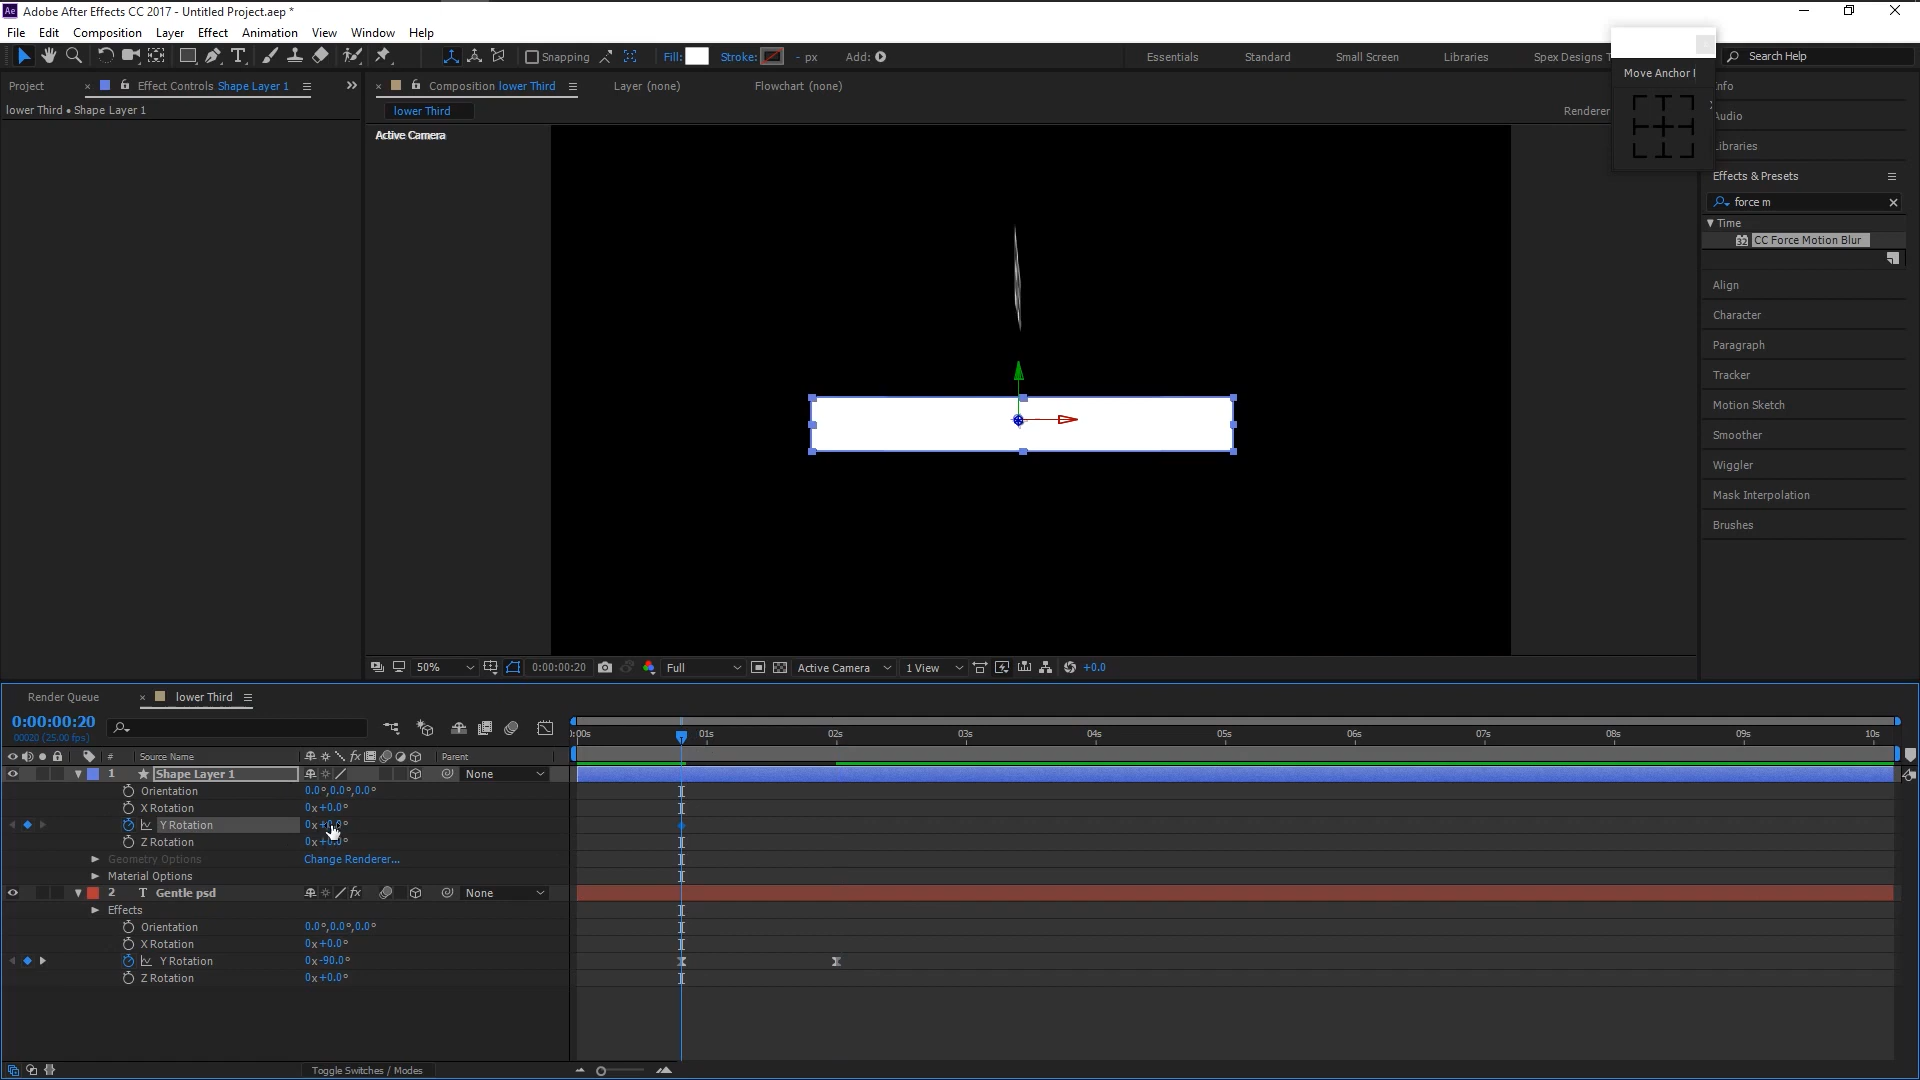 Ae Adobe After Effects CC 2017 - Untitled Project.aep *
File Edit Composition Layer Effect Animation View Window Help
Snapping Fill: Stroke: - px Add: Essentials Standard Small Screen Libraries Spex Designs T Search Help
Move Anchor
Project × Effect Controls Shape Layer 1 × Composition lower Third Layer (none) Flowchart (none)
lower Third • Shape Layer 1
lower Third Renderer
Active Camera
Audio
Libraries
Effects & Presets
force m
Time
32 CC Force Motion Blur
Align
Character
Paragraph
Tracker
Motion Sketch
Smoother
Wiggler
Mask Interpolation
Brushes
50% 0:00:00:20 Full Active Camera 1 View +0.0
Render Queue × lower Third
0:00:00:20
00020 (25.00 fps)
:00s 01s 02s 03s 04s 05s 06s 07s 08s 09s 10s
# Source Name fx Parent
1 Shape Layer 1 None
Orientation 0.0°,0.0°,0.0°
X Rotation 0x+0.0°
Y Rotation 0x+0.0°
Z Rotation 0x+0.0°
Geometry Options Change Renderer...
Material Options
2 T Gentle psd fx None
Effects
Orientation 0.0°,0.0°,0.0°
X Rotation 0x+0.0°
Y Rotation 0x-90.0°
Z Rotation 0x+0.0°
Toggle Switches / Modes